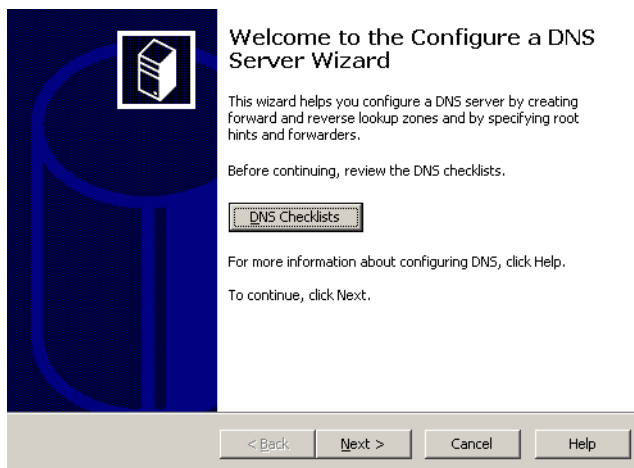 Welcome to the Configure a DNS
Server Wizard
This wizard helps you configure a DNS server by creating
forward and reverse lookup zones and by specifying root
hints and forwarders.
Before continuing, review the DNS checklists.
DNS Checklists
For more information about configuring DNS, click Help.
To continue, click Next.
< Back Next > Cancel Help